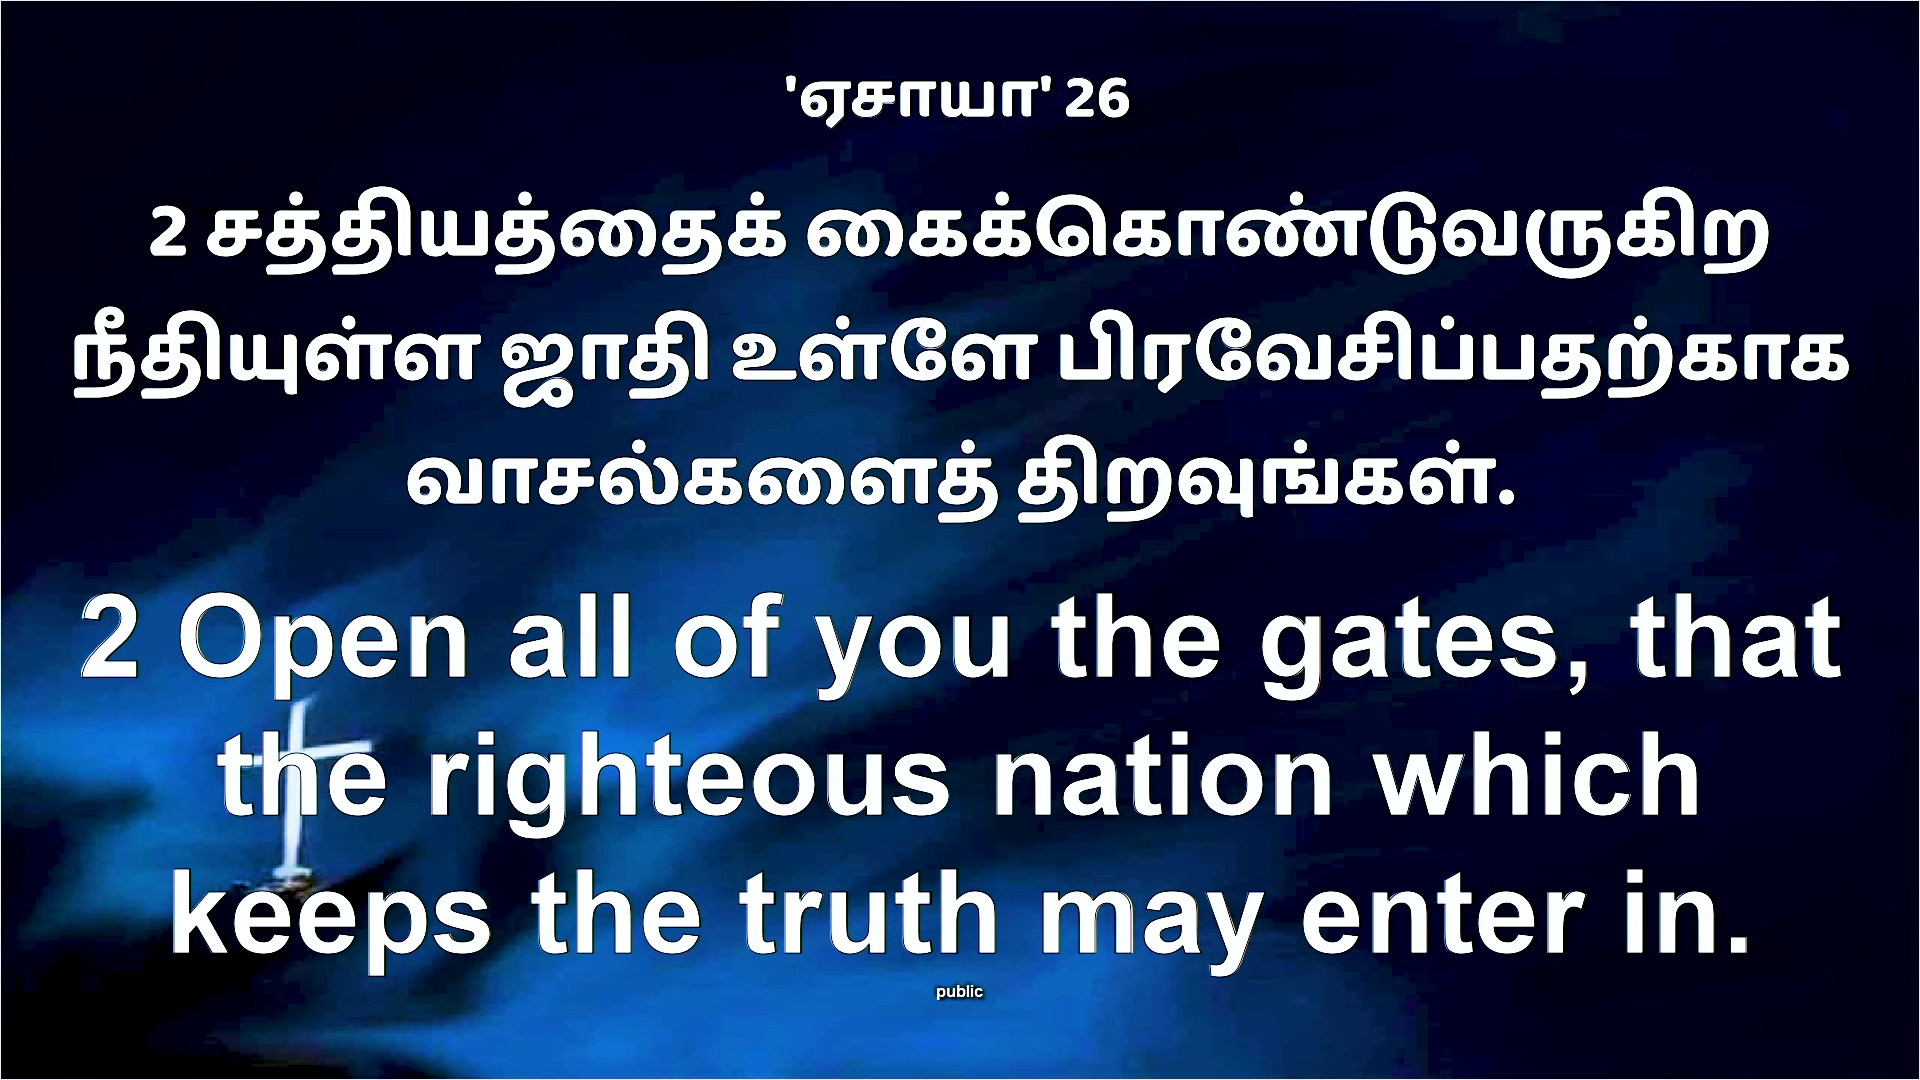 'ஏசாயா' 26
2 சத்தியத்தைக் கைக்கொண்டுவருகிற
நீதியுள்ள ஜாதி உள்ளே பிரவேசிப்பதற்காக
வாசல்களைத் திறவுங்கள்.
2 Open all of you the gates, that
the righteous nation which
keeps the truth may enter in.
public